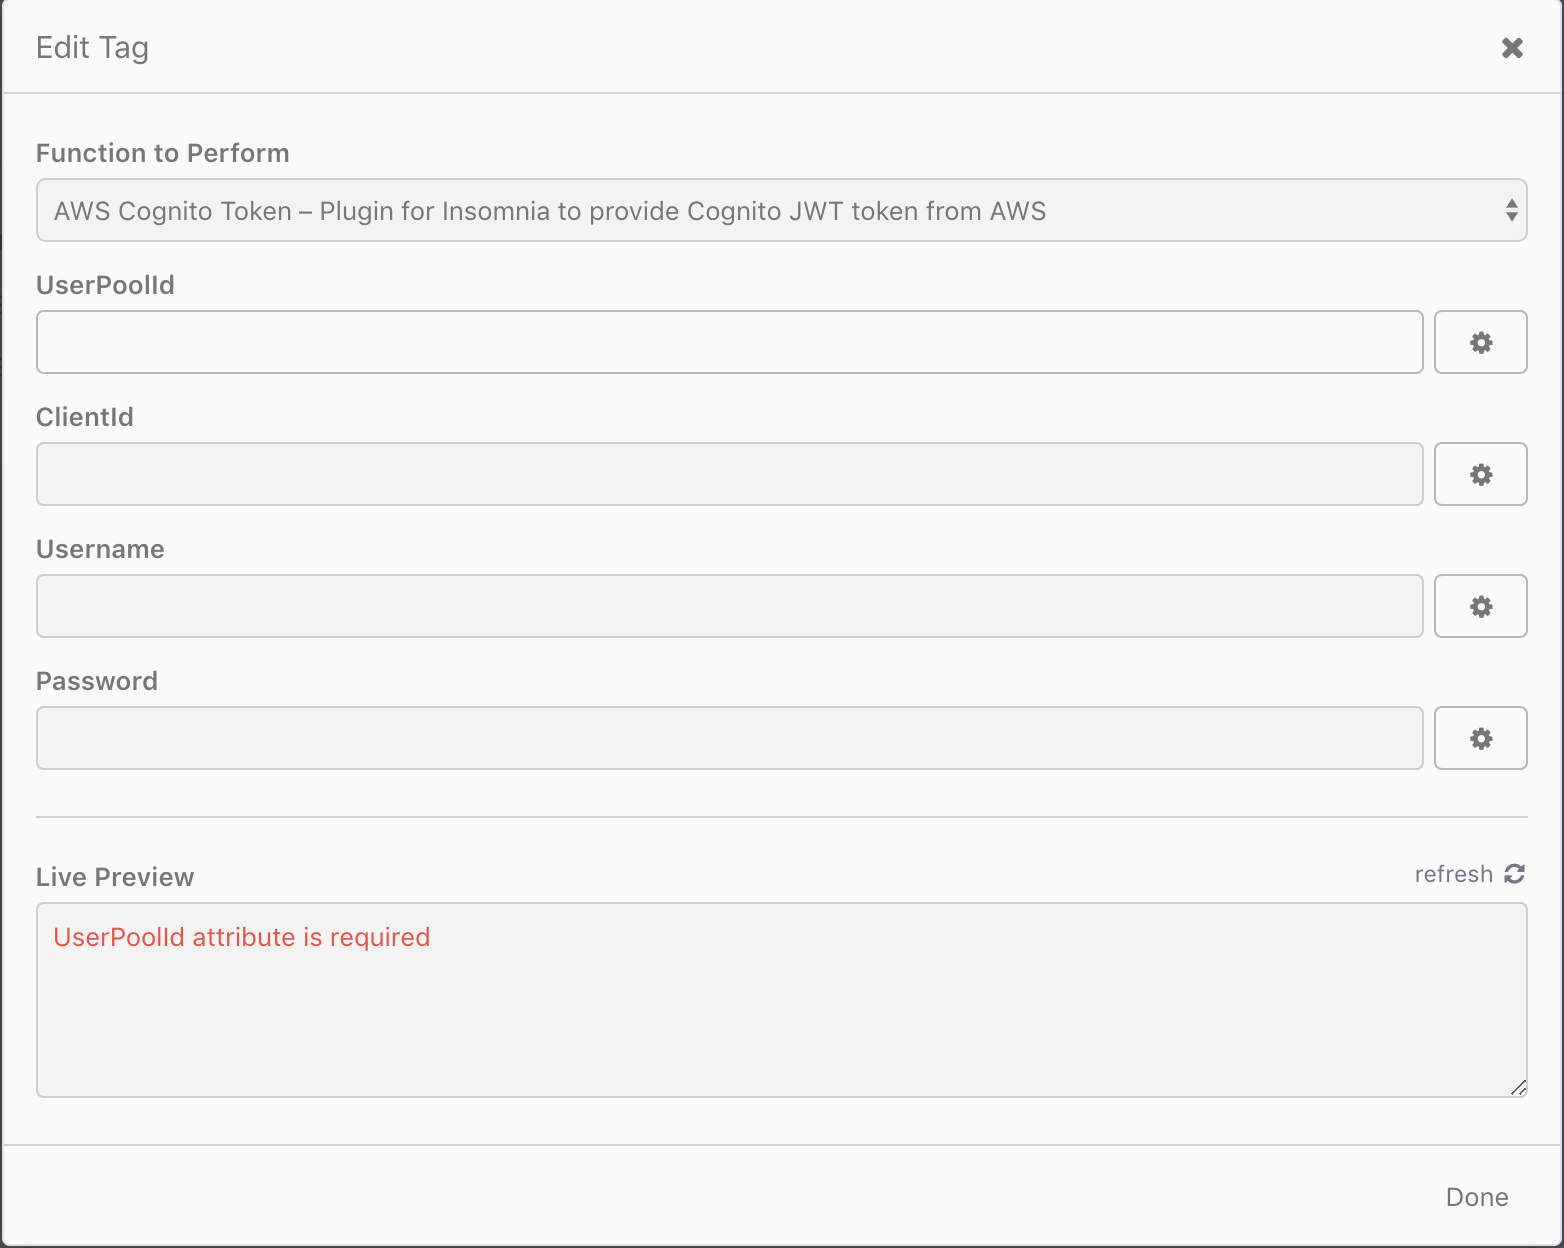 Edit Tag
Function to Perform
AWS Cognito Token – Plugin for Insomnia to provide Cognito JWT token from AWS
UserPoolId
ClientId
Username
Password
Live Preview
refresh
UserPoolId attribute is required
Done